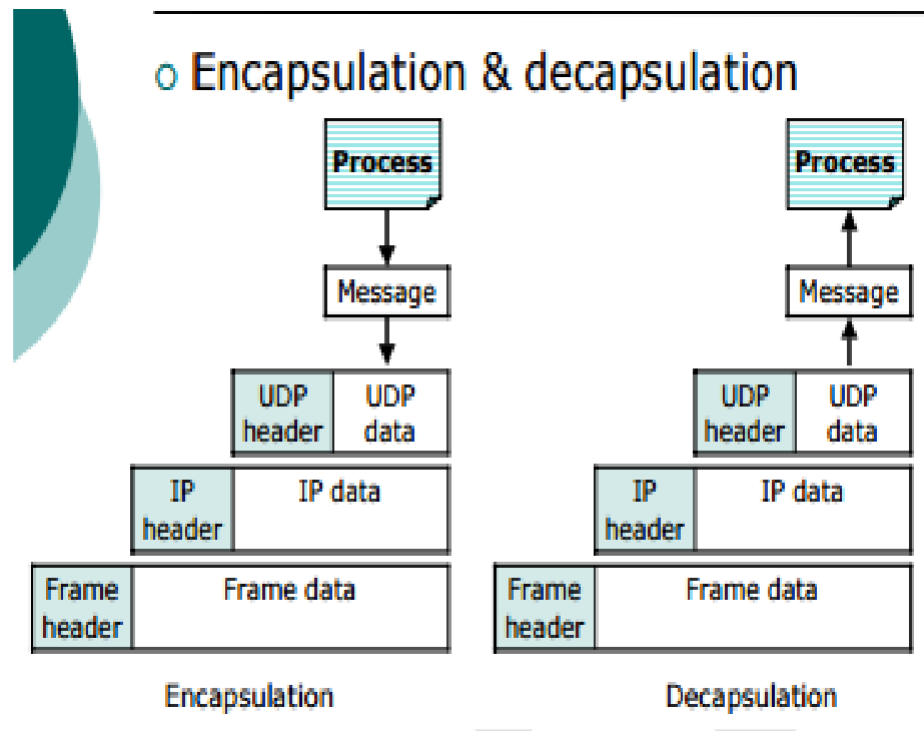 o Encapsulation & decapsulation
Process
Message
UDP header
UDP data
IP header
IP data
Frame header
Frame data
Encapsulation
Process
Message
UDP header
UDP data
IP header
IP data
Frame header
Frame data
Decapsulation